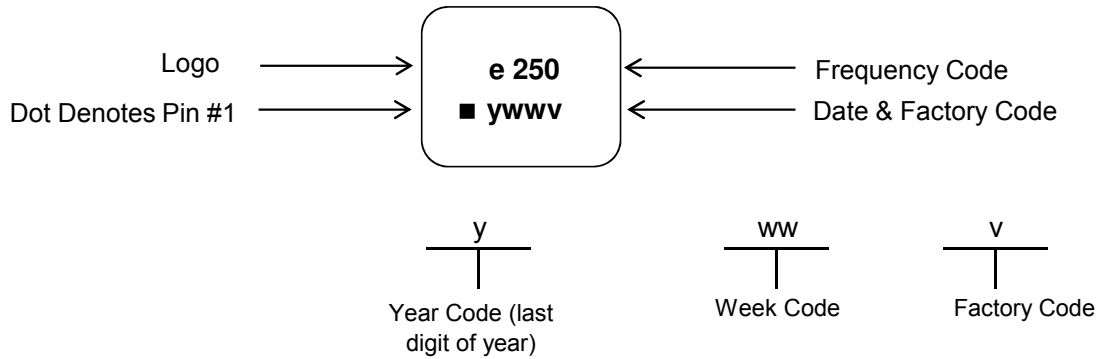 Logo
e 250
Frequency Code
Dot Denotes Pin #1
■ ywwv
Date & Factory Code
y
ww
v
Year Code (last
digit of year)
Week Code
Factory Code